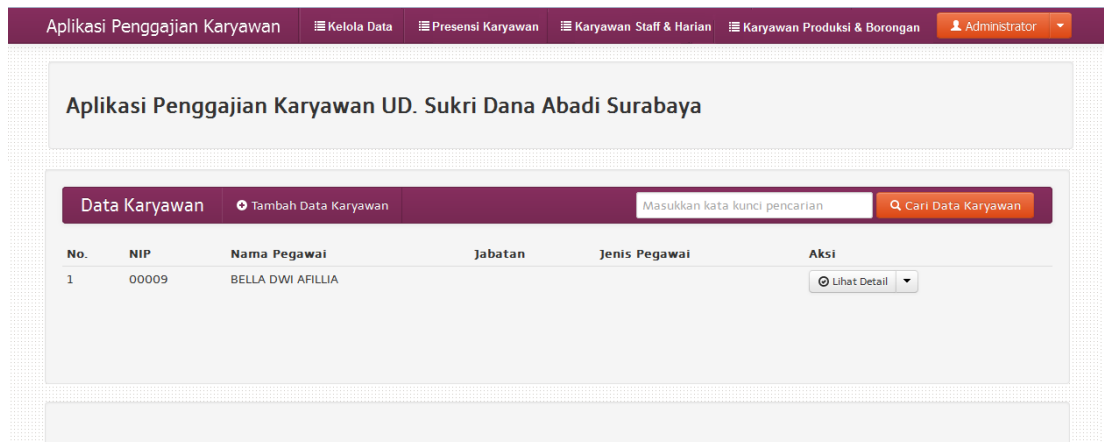 Aplikasi Penggajian Karyawan Kelola Data Presensi Karyawan Karyawan Staff & Harian Karyawan Produksi & Borongan Administrator
Aplikasi Penggajian Karyawan UD. Sukri Dana Abadi Surabaya
Data Karyawan Tambah Data Karyawan Masukkan kata kunci pencarian Cari Data Karyawan
No. NIP Nama Pegawai Jabatan Jenis Pegawai Aksi
1 00009 BELLA DWI AFILLIA Lihat Detail